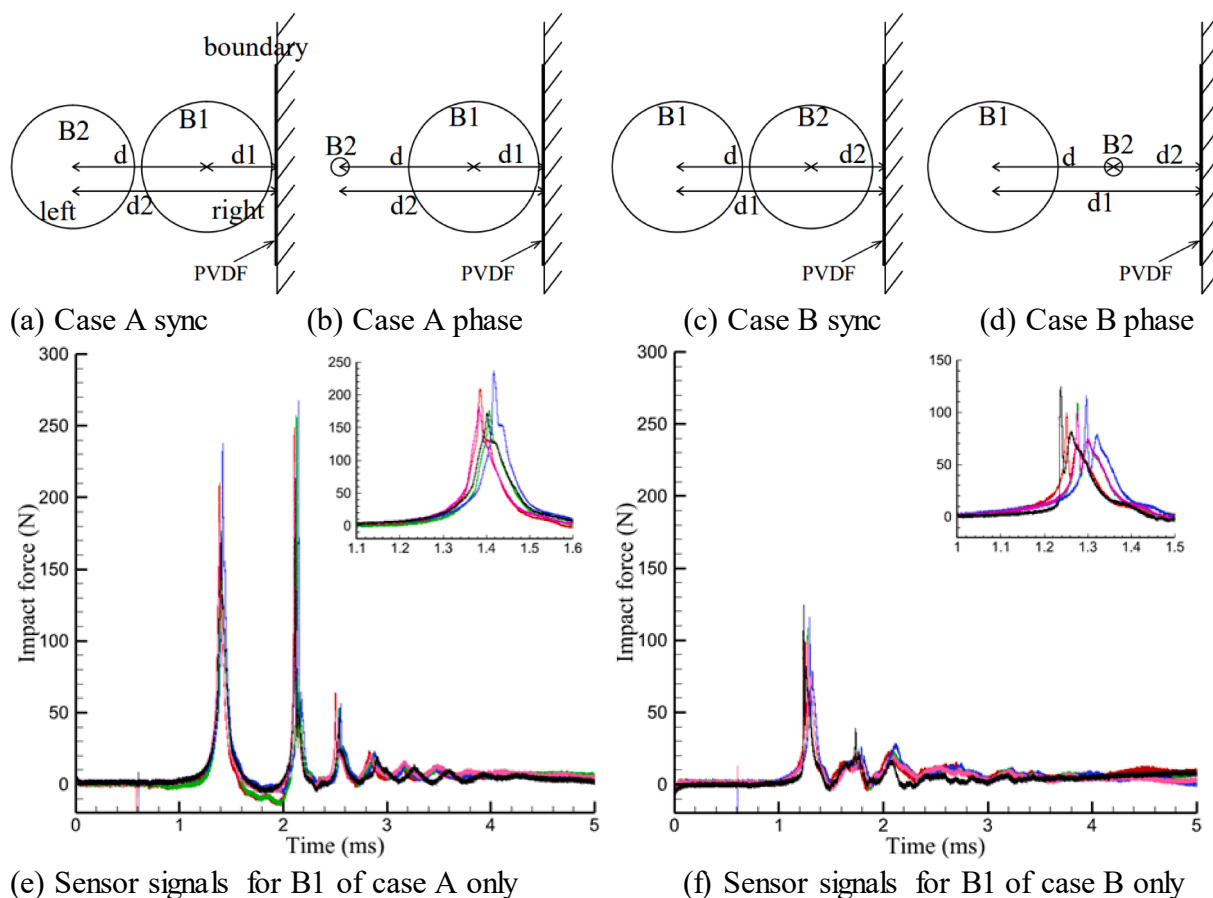 boundary
B2
B1
d
d1
left
d2
right
PVDF
B1
B2
d
d1
d2
PVDF
B1
B2
d
d2
d1
PVDF
B1
B2
d
d2
d1
PVDF
(a) Case A sync
(b) Case A phase
(c) Case B sync
(d) Case B phase
Impact force (N)
300
250
200
150
100
50
0
0 1 2 3 4 5
Time (ms)
250
200
150
100
50
0
1.1 1.2 1.3 1.4 1.5 1.6
Impact force (N)
300
250
200
150
100
50
0
0 1 2 3 4 5
Time (ms)
150
100
50
0
1 1.1 1.2 1.3 1.4 1.5
(e) Sensor signals for B1 of case A only
(f) Sensor signals for B1 of case B only